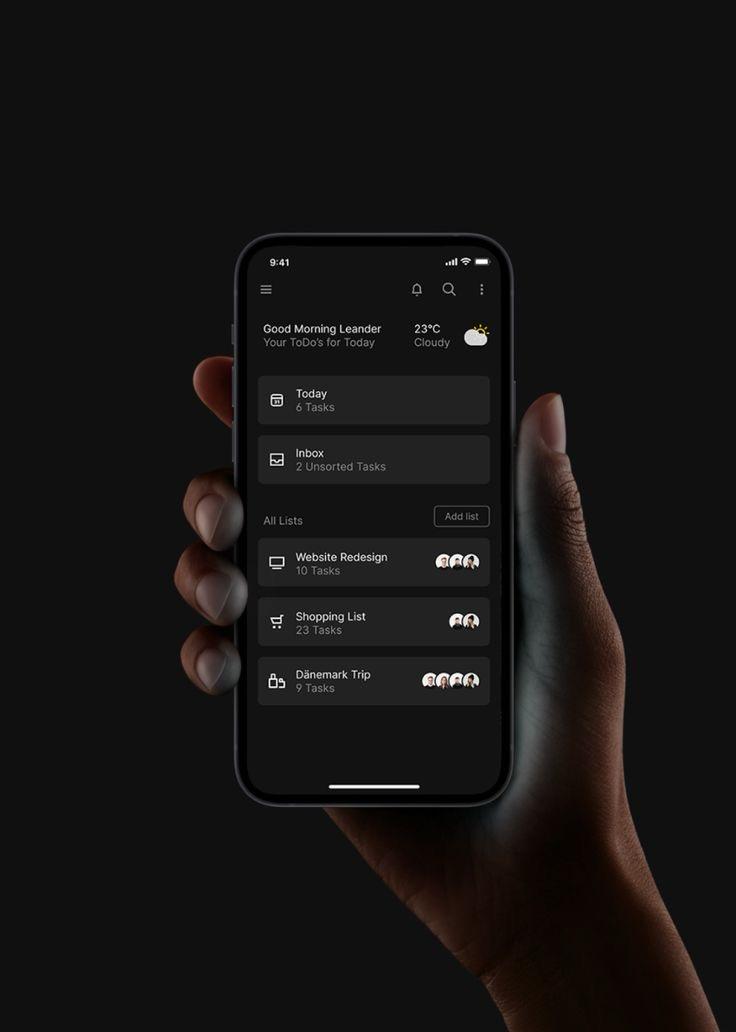 9:41
Good Morning Leander
Your ToDo's for Today
23°C
Cloudy
31
Today
6 Tasks
Inbox
2 Unsorted Tasks
All Lists
Add list
Website Redesign
10 Tasks
Shopping List
23 Tasks
Dänemark Trip
9 Tasks